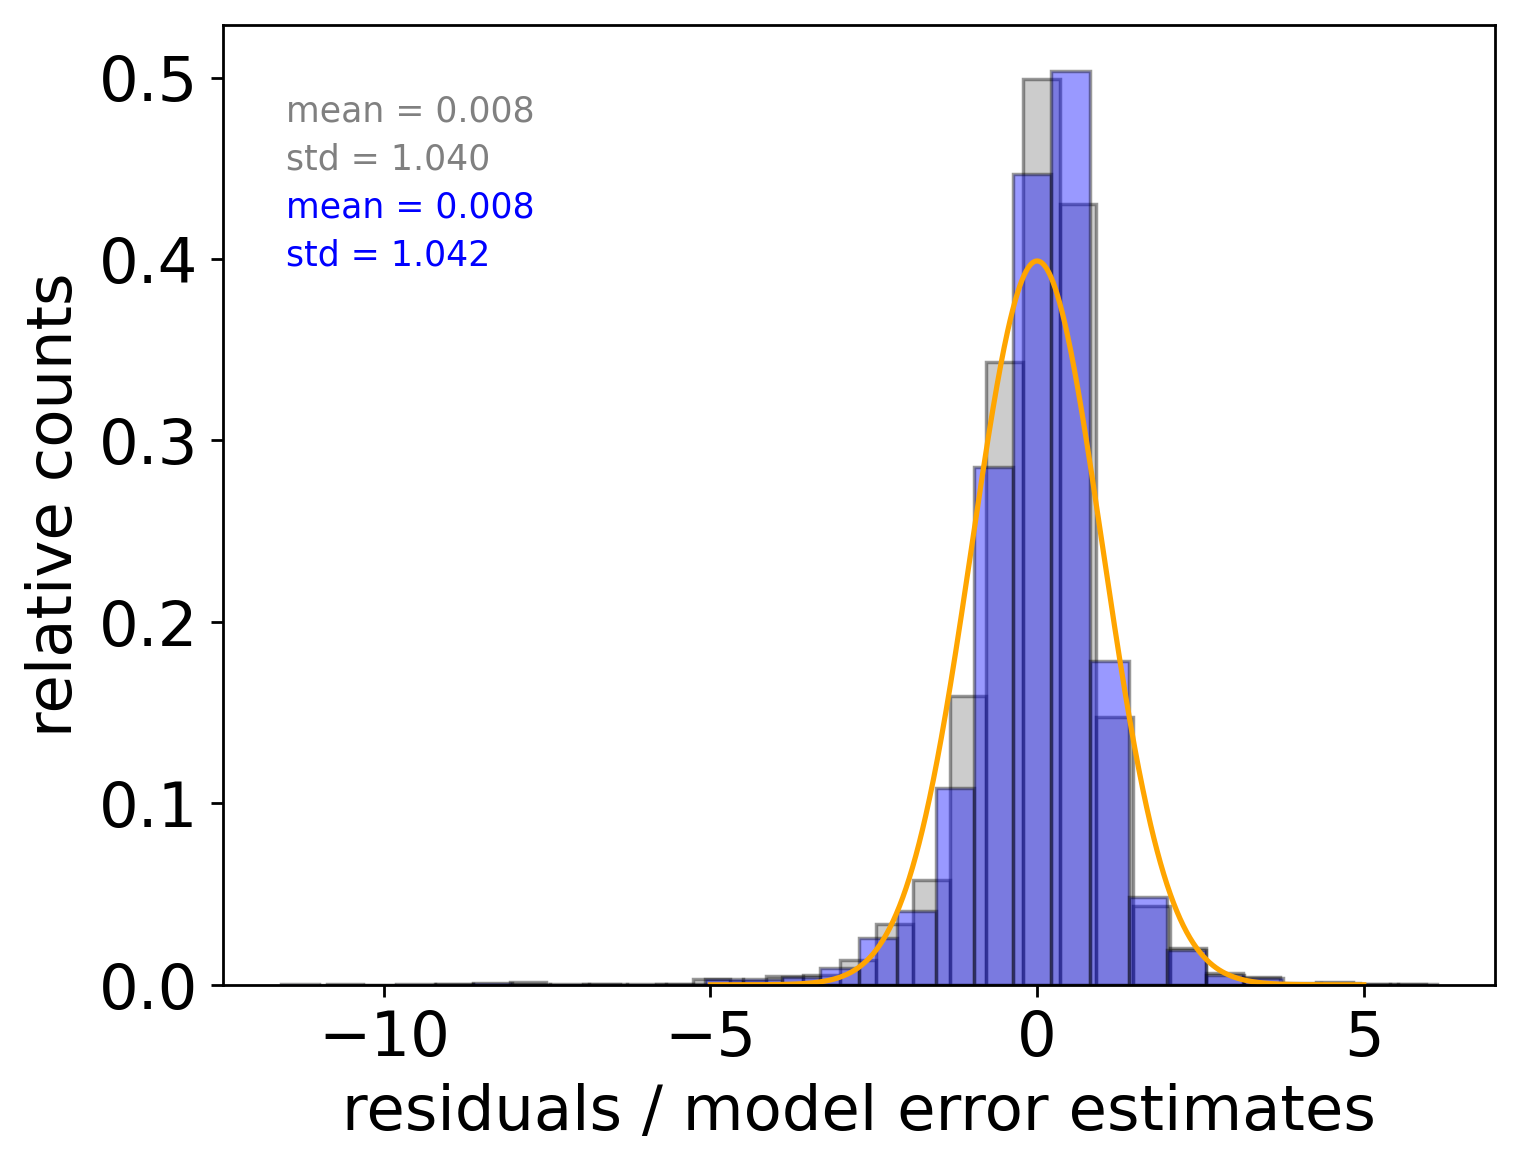 mean = 0.008
std = 1.040
mean = 0.008
std = 1.042
0.5
0.4
0.3
0.2
0.1
0.0
relative counts
−10
−5
0
5
residuals / model error estimates